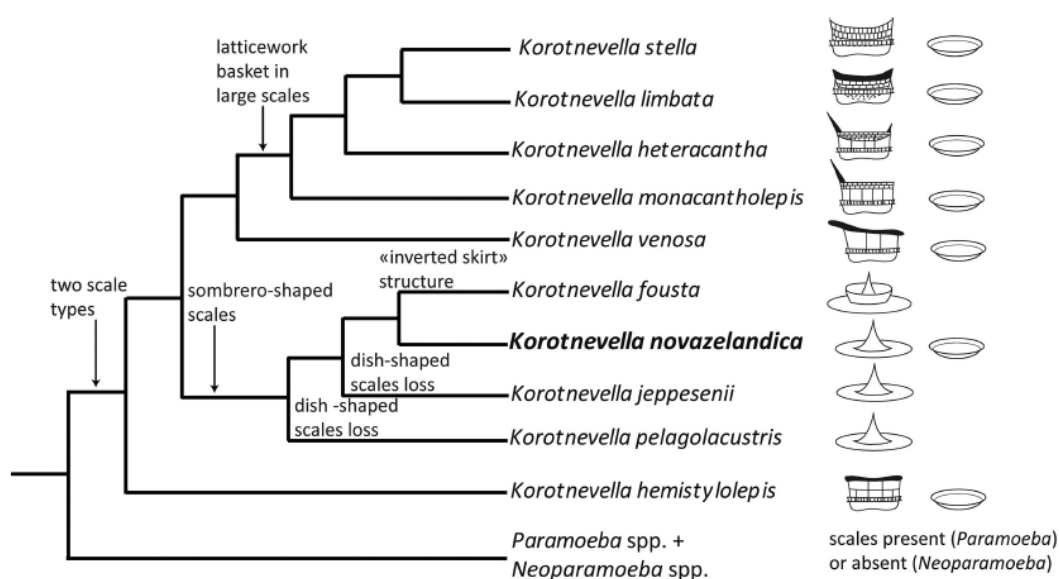 latticework
basket in
large scales
Korotnevella stella
Korotnevella limbata
Korotnevella heteracantha
Korotnevella monacantholepis
Korotnevella venosa
«inverted skirt»
structure
two scale
types
sombrero-shaped
scales
Korotnevella fousta
Korotnevella novazelandica
dish-shaped
scales loss
Korotnevella jeppesenii
dish -shaped
scales loss
Korotnevella pelagolacustris
Korotnevella hemistylolepis
Paramoeba spp. +
Neoparamoeba spp.
scales present (Paramoeba)
or absent (Neoparamoeba)